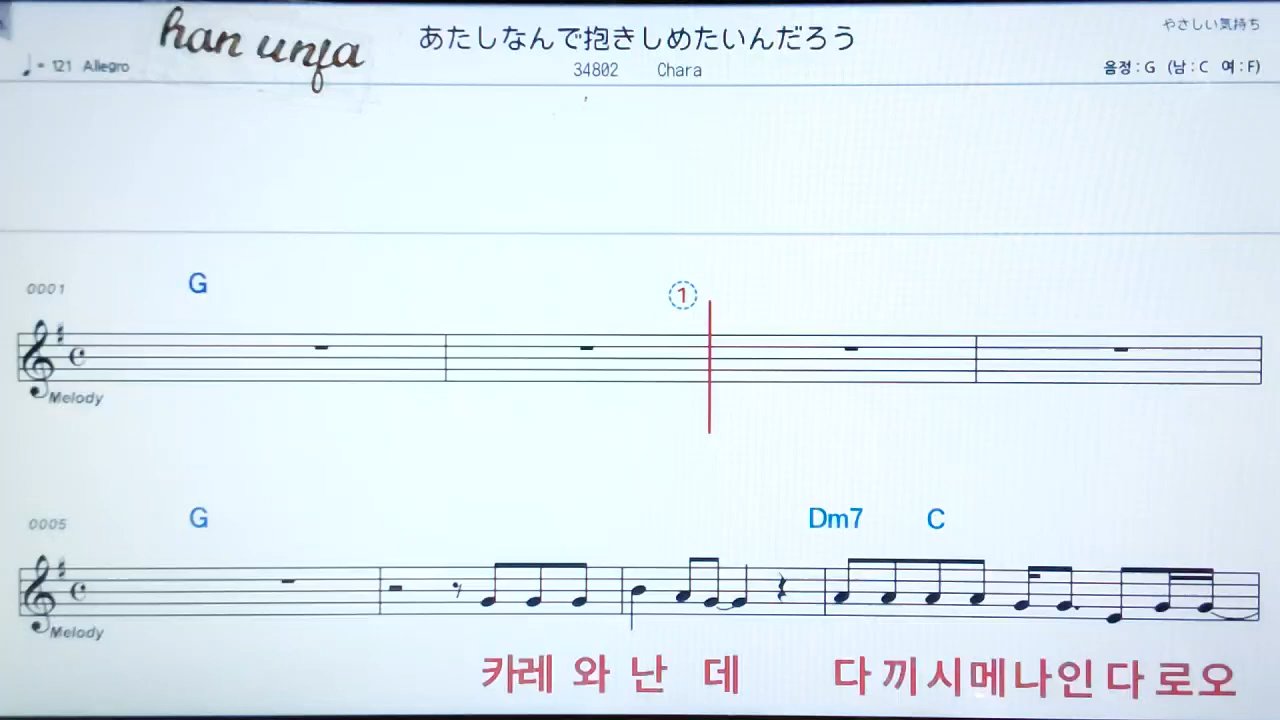 han unfa
あたしなんで抱きしめたいんだろう
やさしい気持ち
♩= 121 Allegro
34802 Chara
음정 : G (남 : C 여 : F)
0001 G ①
Melody
0005 G Dm7 C
Melody
카레 와 난 데 다 끼 시 메 나 인 다 로 오